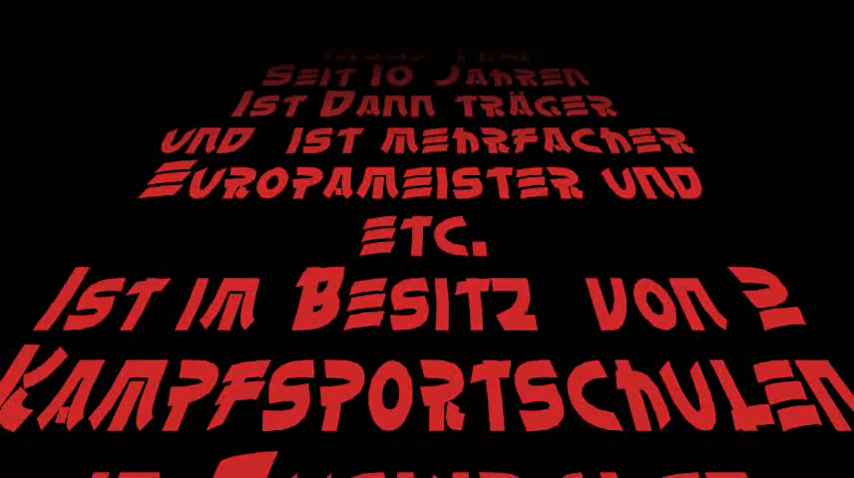 Seit 10 Jahren
Ist Dann träger
und ist mehrfacher
Europameister und
etc.
Ist im Besitz von 2
Kampfsportschulen